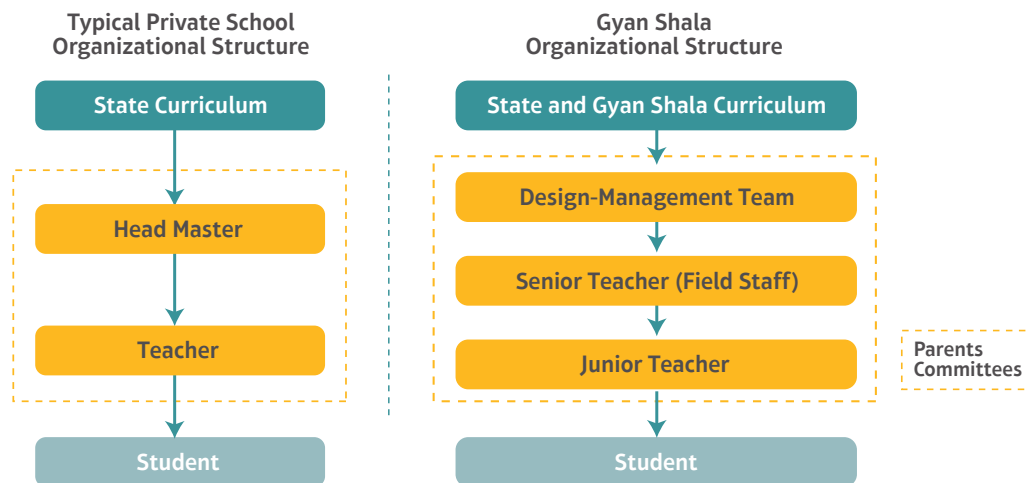 Typical Private School
Organizational Structure
State Curriculum
Head Master
Teacher
Student
Gyan Shala
Organizational Structure
State and Gyan Shala Curriculum
Design-Management Team
Senior Teacher (Field Staff)
Junior Teacher
Student
Parents
Committees